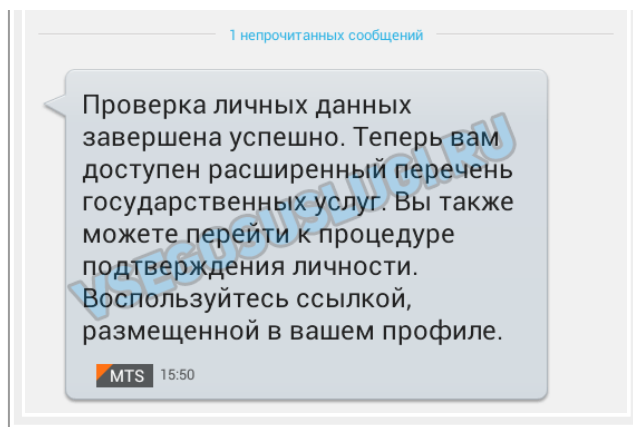 1 непрочитанных сообщений
Проверка личных данных
завершена успешно. Теперь вам
доступен расширенный перечень
государственных услуг. Вы также
можете перейти к процедуре
подтверждения личности.
Воспользуйтесь ссылкой,
размещенной в вашем профиле.
MTS 15:50
VSEGOSUSLUGI.RU